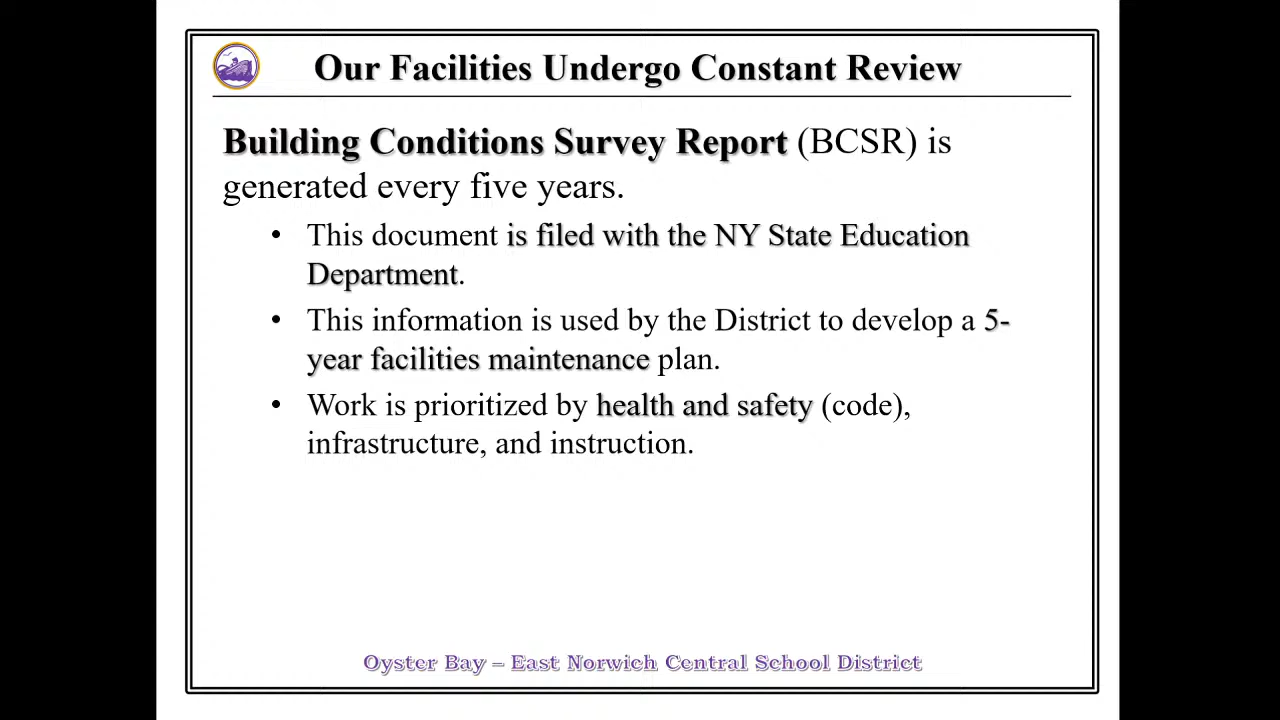 Our Facilities Undergo Constant Review
Building Conditions Survey Report (BCSR) is
generated every five years.
• This document is filed with the NY State Education
Department.
• This information is used by the District to develop a 5-
year facilities maintenance plan.
• Work is prioritized by health and safety (code),
infrastructure, and instruction.
Oyster Bay – East Norwich Central School District